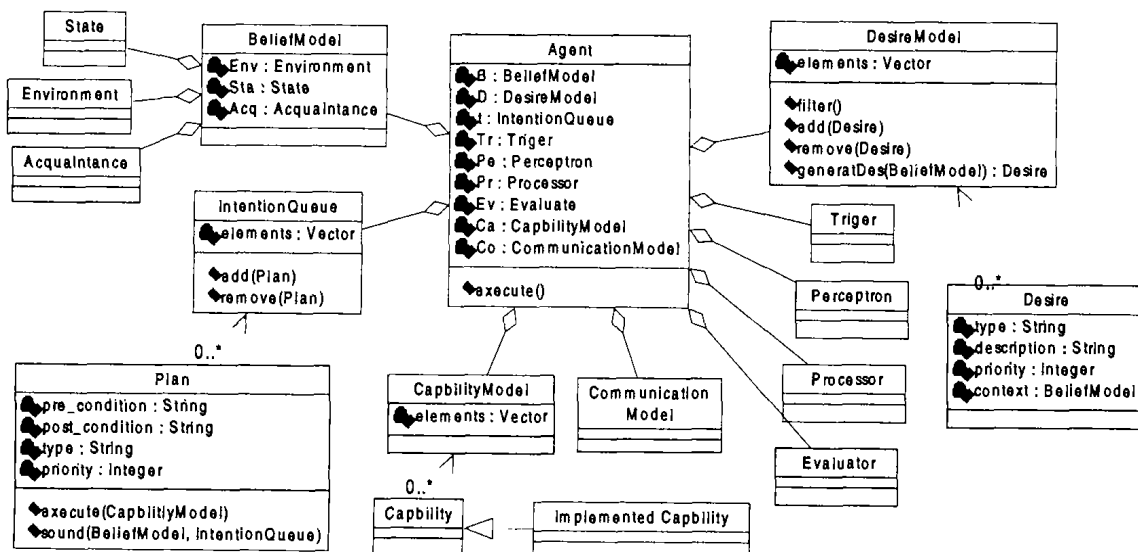 State
Environment
AcquaIntance
BeliefModel
Env : Environment
Sta : State
Acq : AcquaIntance
Agent
B : BeliefModel
D : DesireModel
t : IntentionQueue
Tr : Triger
Pe : Perceptron
Pr : Processor
Ev : Evaluate
Ca : CapbilityModel
Co : CommunicationModel
execute()
DesireModel
elements : Vector
filter()
add(Desire)
remove(Desire)
generatDes(BeliefModel) : Desire
IntentionQueue
elements : Vector
add(Plan)
remove(Plan)
Triger
Perceptron
0..*
Desire
type : String
description : String
priority : Integer
context : BeliefModel
0..*
Plan
pre_condition : String
post_condition : String
type : String
priority : Integer
execute(CapblitlyModel)
sound(BeliefModel, IntentionQueue)
CapbilityModel
elements : Vector
Communication
Model
Processor
Evaluator
0..*
Capbility
Implemented Capbility